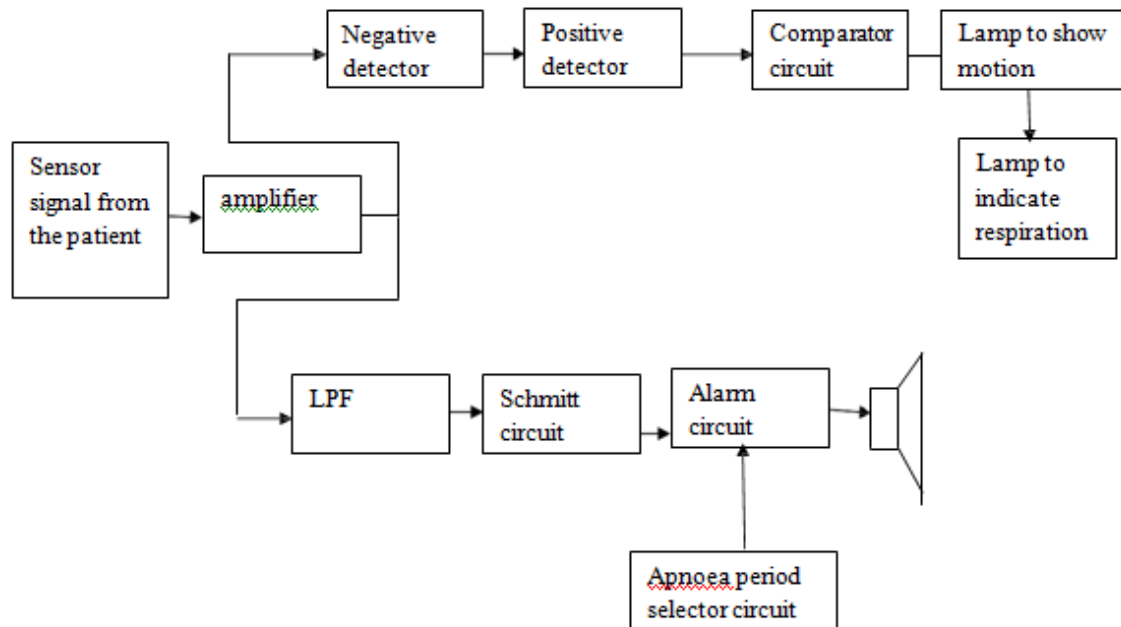 Negative
detector
Positive
detector
Comparator
circuit
Lamp to show
motion
Sensor
signal from
the patient
amplifier
Lamp to
indicate
respiration
LPF
Schmitt
circuit
Alarm
circuit
Apnoea period
selector circuit